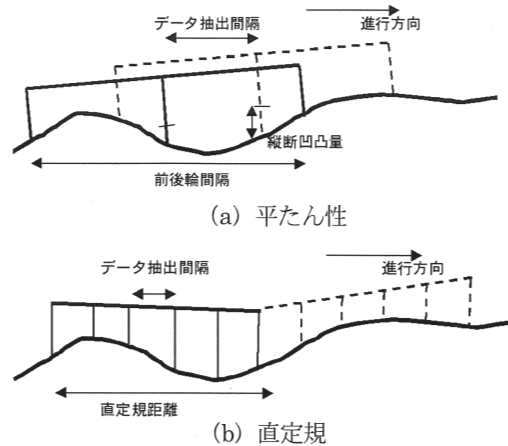 データ抽出間隔
進行方向
縦断凹凸量
前後輪間隔
(a) 平たん性
データ抽出間隔
進行方向
直定規距離
(b) 直定規